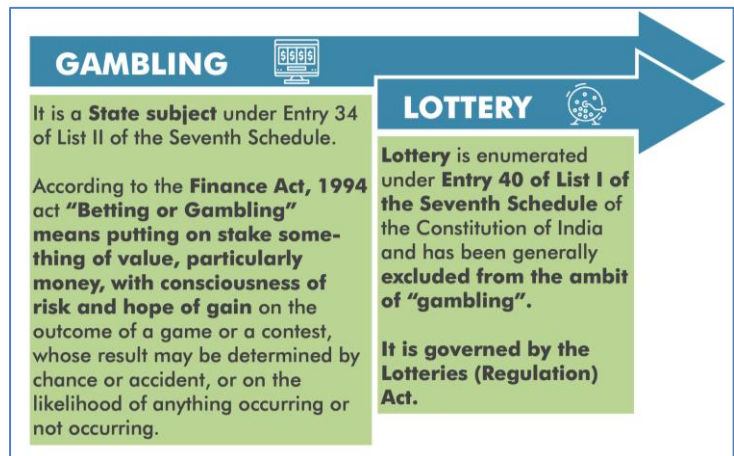 GAMBLING
$$$$
It is a State subject under Entry 34
of List II of the Seventh Schedule.
According to the Finance Act, 1994
act “Betting or Gambling”
means putting on stake some-
thing of value, particularly
money, with consciousness of
risk and hope of gain on the
outcome of a game or a contest,
whose result may be determined by
chance or accident, or on the
likelihood of anything occurring or
not occurring.
LOTTERY
Lottery is enumerated
under Entry 40 of List I of
the Seventh Schedule of
the Constitution of India
and has been generally
excluded from the ambit
of “gambling”.
It is governed by the
Lotteries (Regulation)
Act.